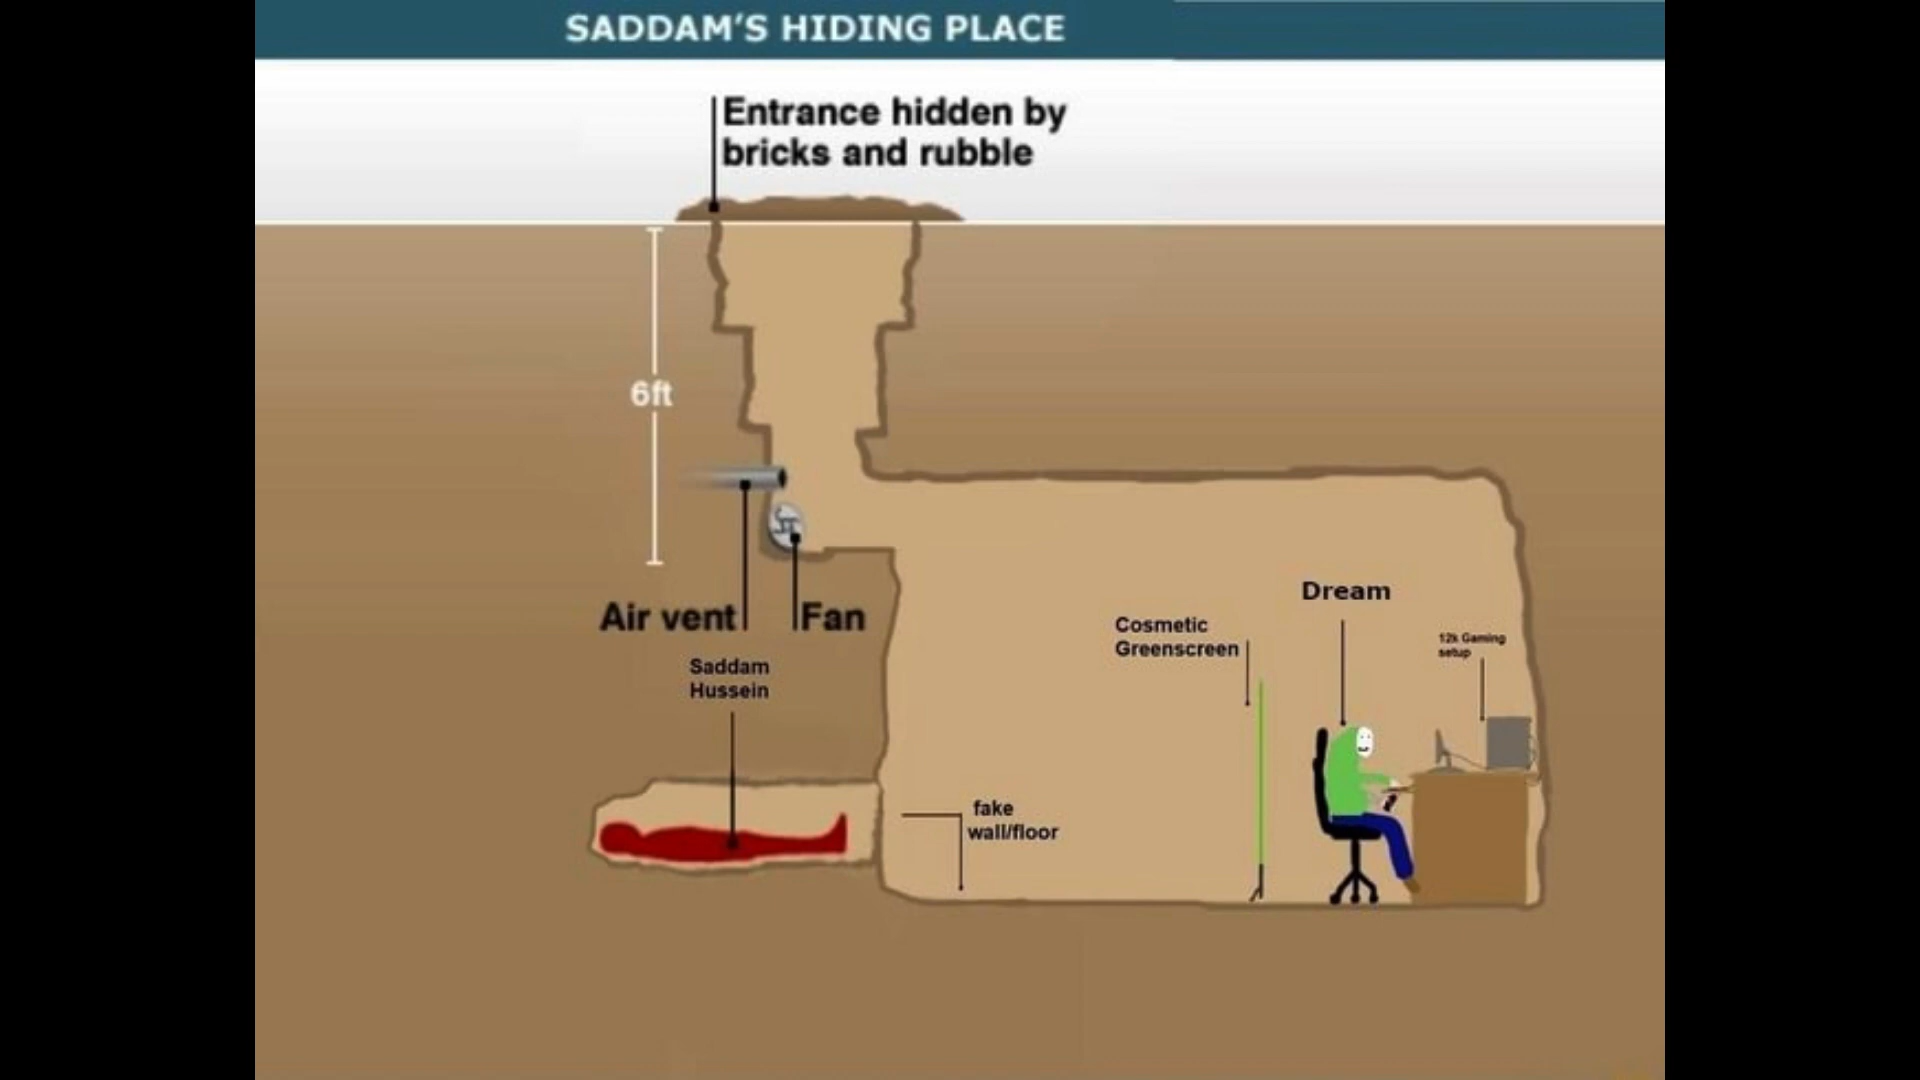 SADDAM'S HIDING PLACE
Entrance hidden by
bricks and rubble
6ft
Air vent
Fan
Saddam
Hussein
Cosmetic
Greenscreen
Dream
12k Gaming
setup
fake
wall/floor